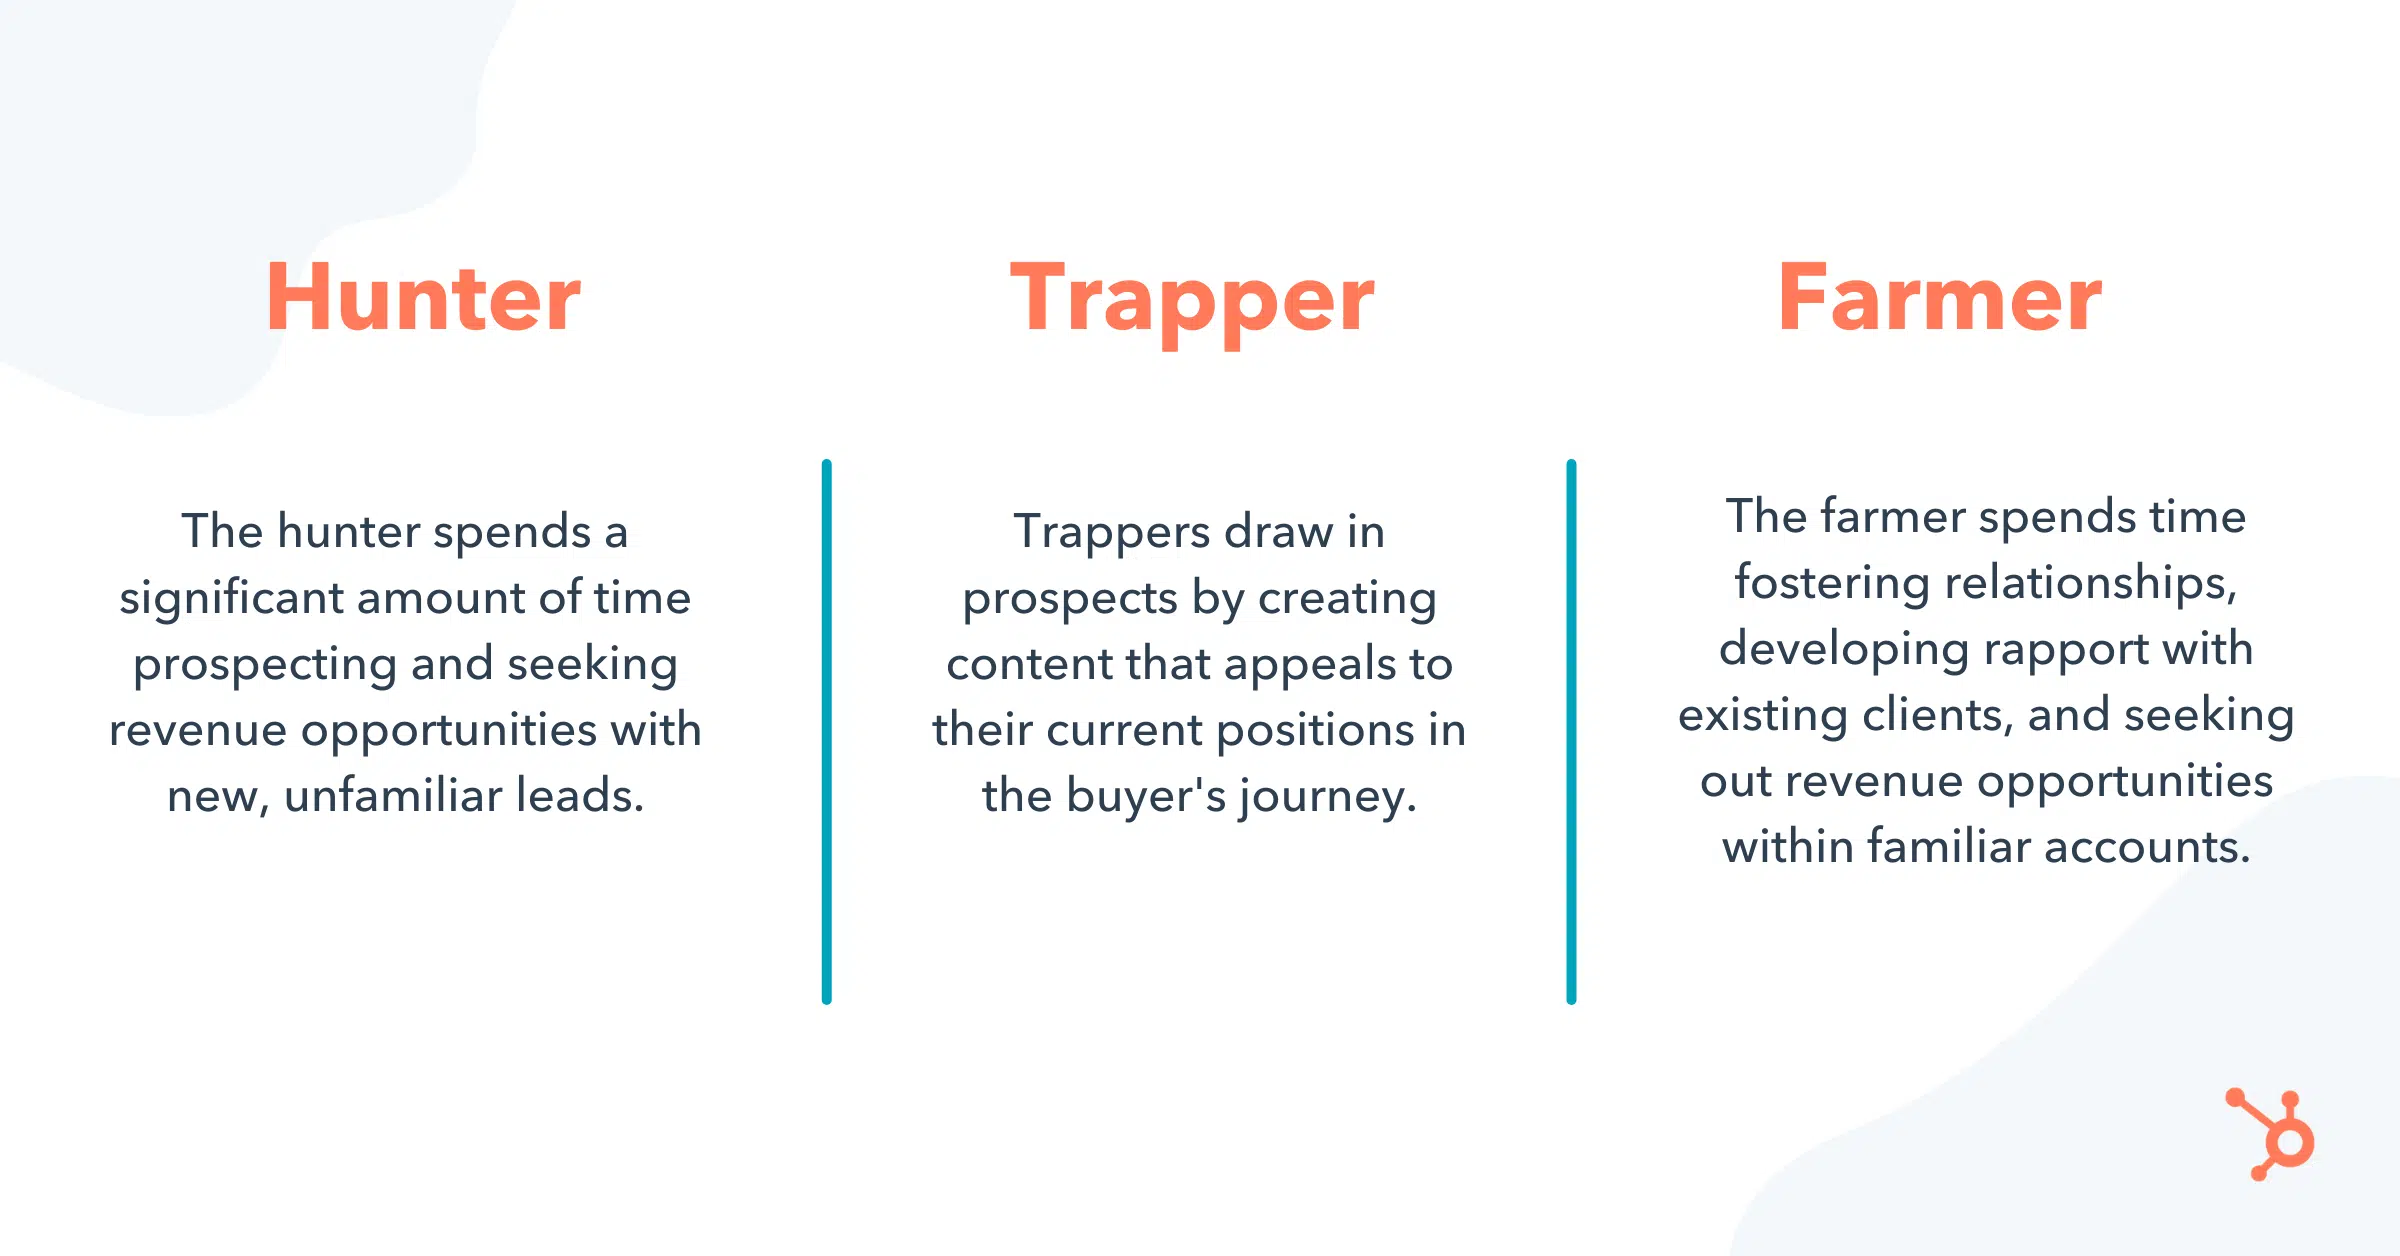 Hunter
The hunter spends a
significant amount of time
prospecting and seeking
revenue opportunities with
new, unfamiliar leads.
Trapper
Trappers draw in
prospects by creating
content that appeals to
their current positions in
the buyer's journey.
Farmer
The farmer spends time
fostering relationships,
developing rapport with
existing clients, and seeking
out revenue opportunities
within familiar accounts.